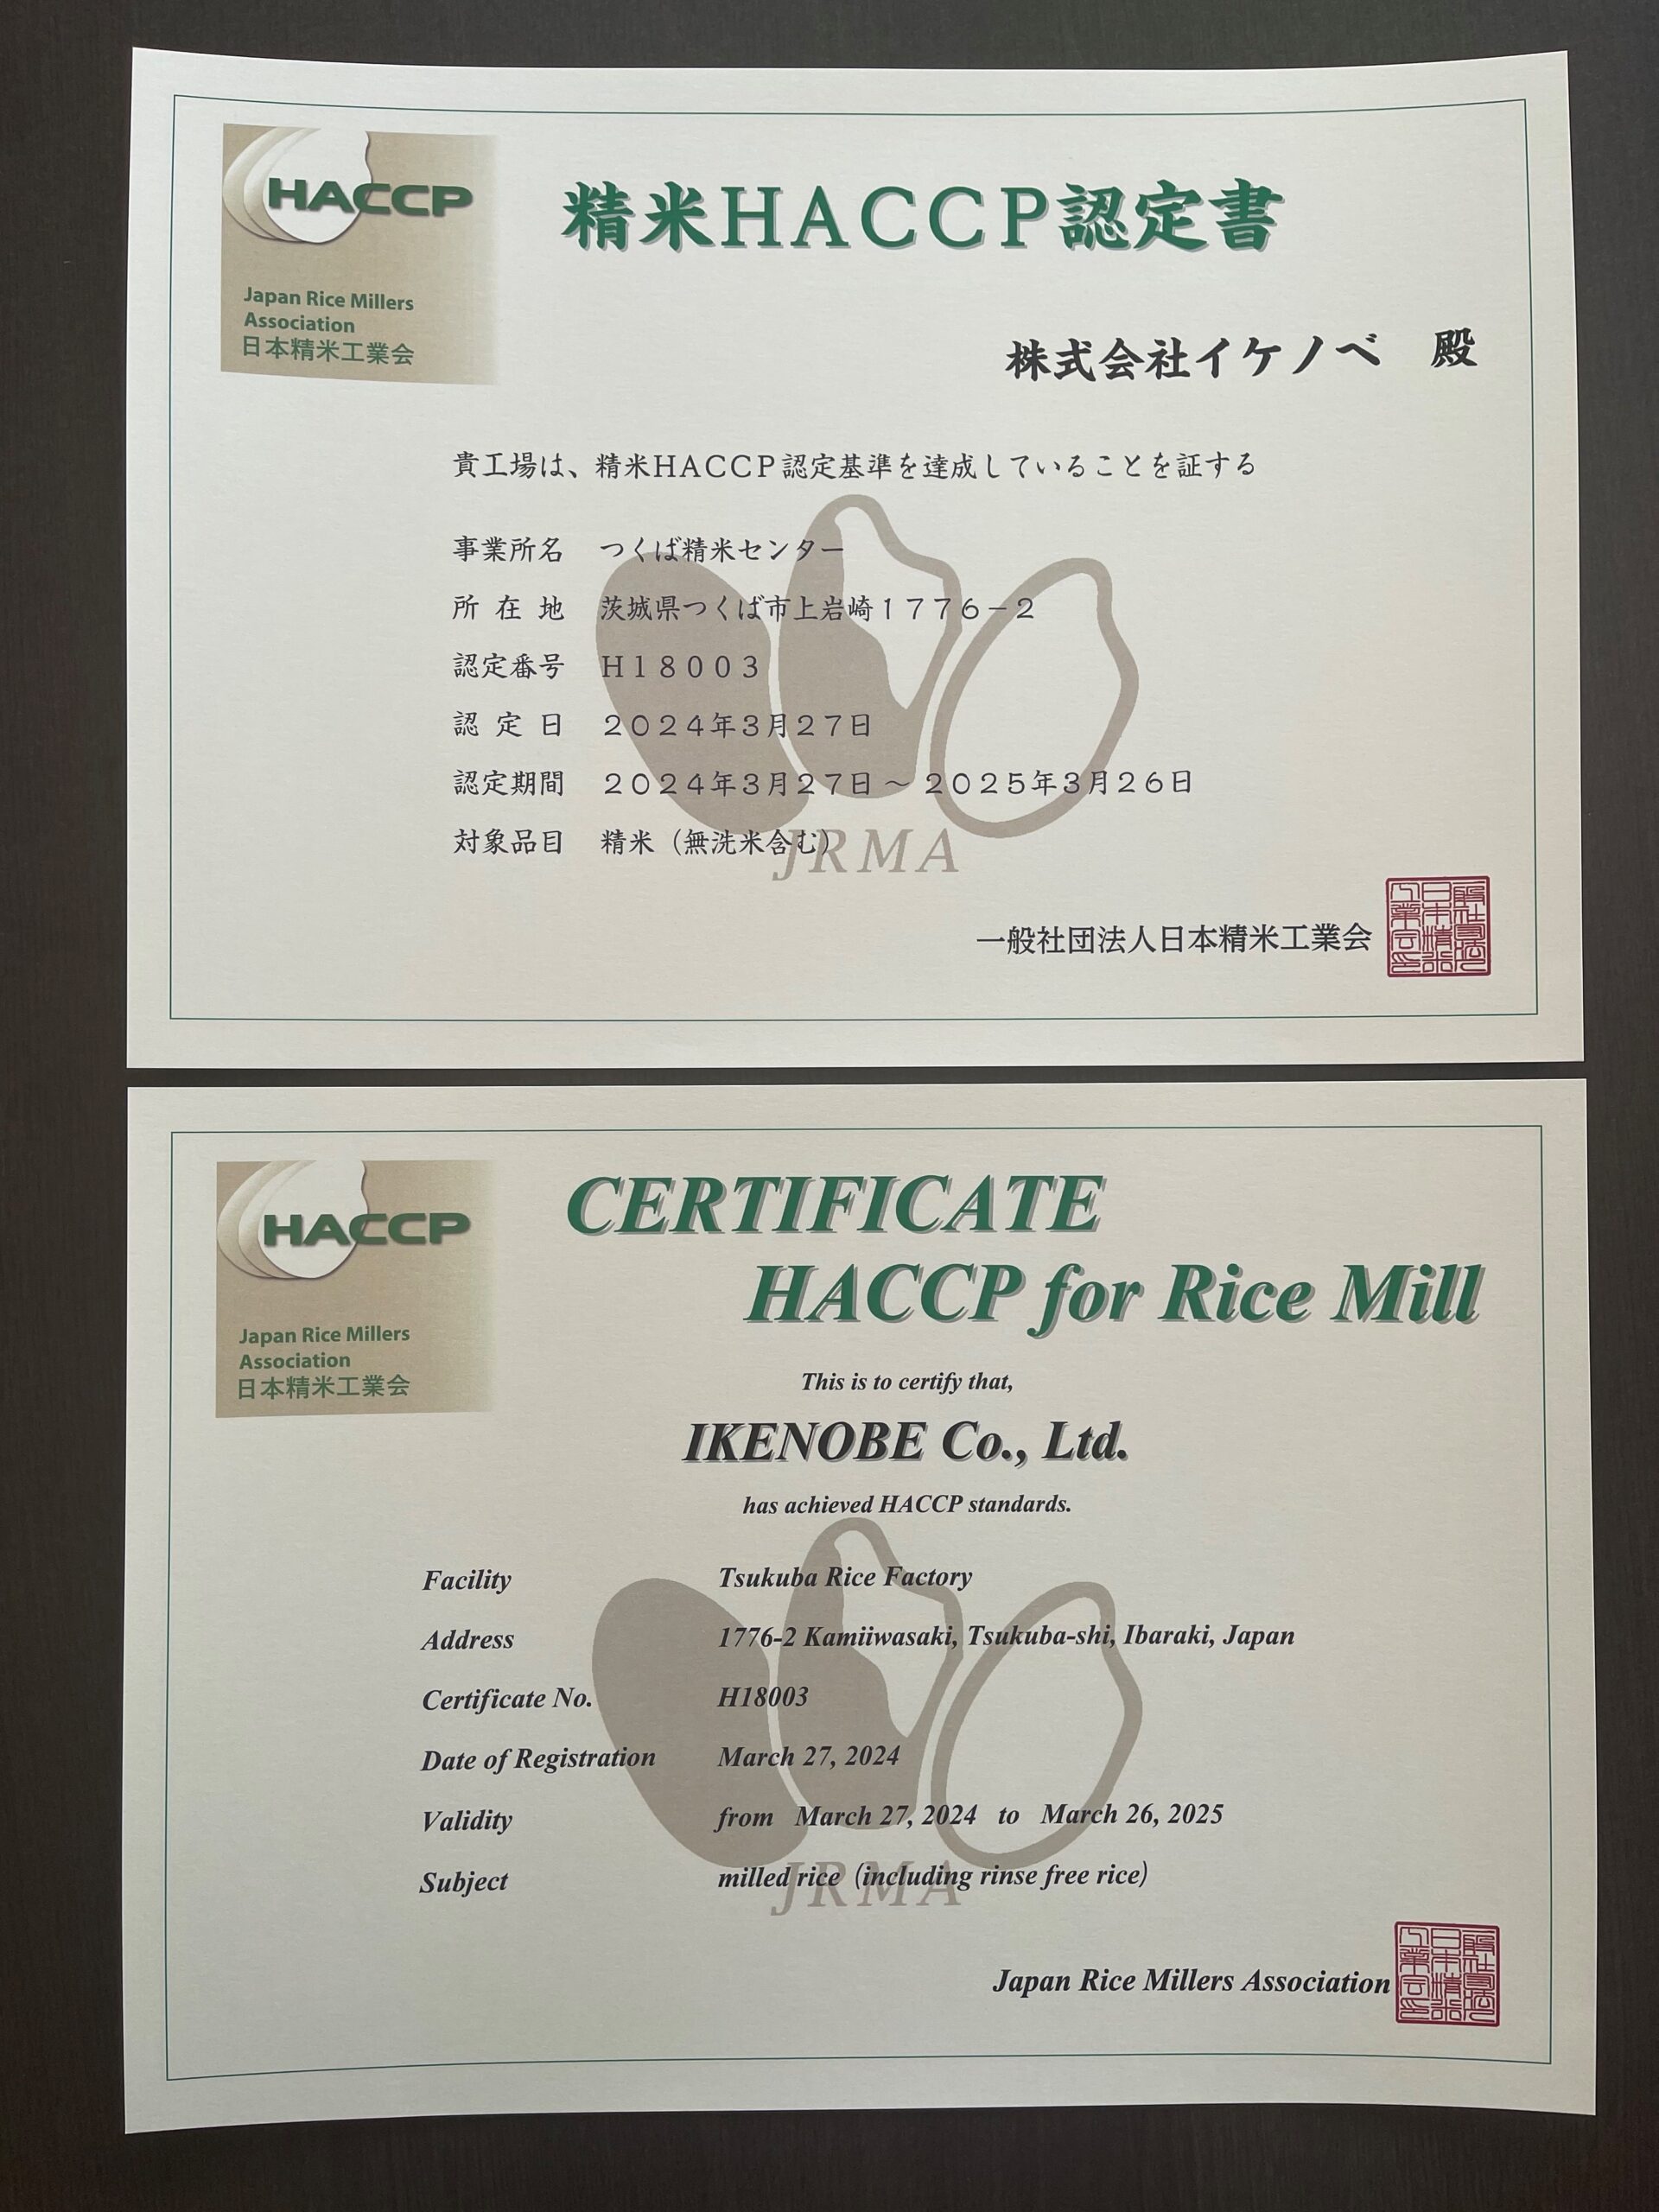 HACCP
Japan Rice Millers
Association
日本精米工業会
精米HACCP認定書
株式会社イケノベ　殿
貴工場は、精米HACCP認定基準を達成していることを証する
事業所名　つくば精米センター
所在地　茨城県つくば市上岩崎１７７６－２
認定番号　H１８００３
認定日　２０２４年３月２７日
認定期間　２０２４年３月２７日～２０２５年３月２６日
対象品目　精米（無洗米含む）
JRMA
一般社団法人日本精米工業会
HACCP
Japan Rice Millers
Association
日本精米工業会
CERTIFICATE
HACCP for Rice Mill
This is to certify that,
IKENOBE Co., Ltd.
has achieved HACCP standards.
Facility Tsukuba Rice Factory
Address 1776-2 Kamiiwasaki, Tsukuba-shi, Ibaraki, Japan
Certificate No. H18003
Date of Registration March 27, 2024
Validity from March 27, 2024 to March 26, 2025
Subject milled rice (including rinse free rice)
JRMA
Japan Rice Millers Association